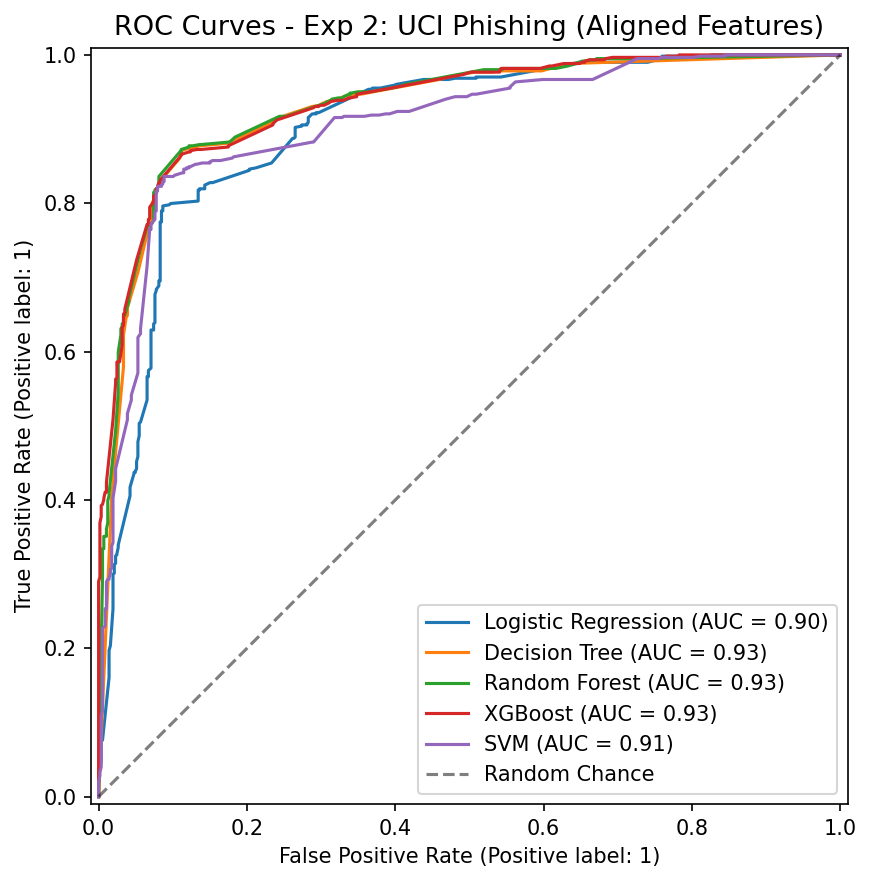 ROC Curves - Exp 2: UCI Phishing (Aligned Features)
True Positive Rate (Positive label: 1)
1.0
0.8
0.6
0.4
0.2
0.0
Logistic Regression (AUC = 0.90)
Decision Tree (AUC = 0.93)
Random Forest (AUC = 0.93)
XGBoost (AUC = 0.93)
SVM (AUC = 0.91)
Random Chance
0.0 0.2 0.4 0.6 0.8 1.0
False Positive Rate (Positive label: 1)